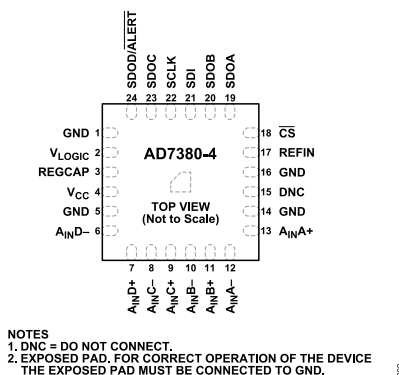 SDOD/ALERT
SDOC
SCLK
SDI
SDOB
SDOA
24 23 22 21 20 19
GND 1
VLOGIC 2
REGCAP 3
VCC 4
GND 5
AIND– 6
AD7380-4
TOP VIEW
(Not to Scale)
18 CS
17 REFIN
16 GND
15 DNC
14 GND
13 AINA+
7 8 9 10 11 12
AIND+
AINC–
AINC+
AINB–
AINB+
AINA–
NOTES
1. DNC = DO NOT CONNECT.
2. EXPOSED PAD. FOR CORRECT OPERATION OF THE DEVICE
THE EXPOSED PAD MUST BE CONNECTED TO GND.